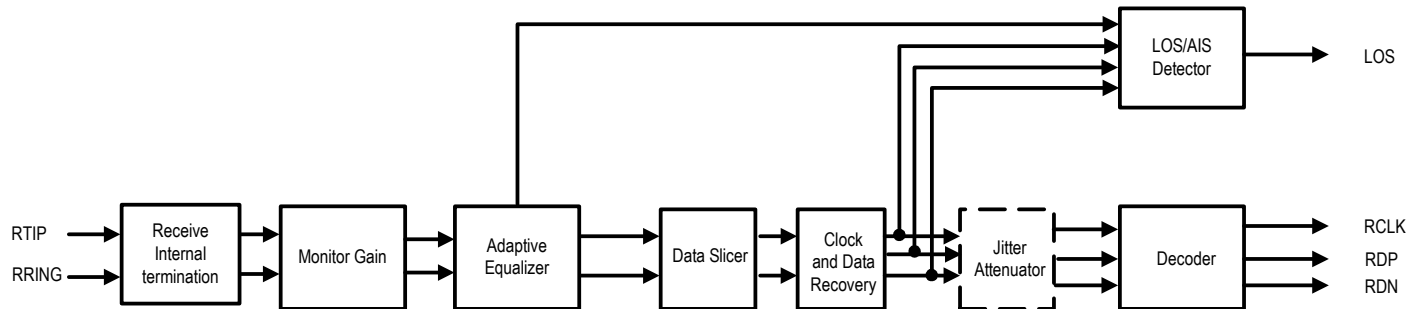 LOS/AIS
Detector
LOS
RTIP
RRING
Receive
Internal
termination
Monitor Gain
Adaptive
Equalizer
Data Slicer
Clock
and Data
Recovery
Jitter
Attenuator
Decoder
RCLK
RDP
RDN